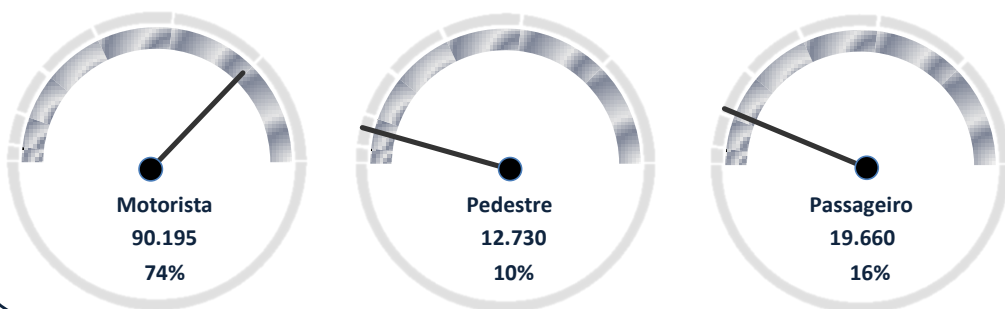 Motorista
90.195
74%
Pedestre
12.730
10%
Passageiro
19.660
16%